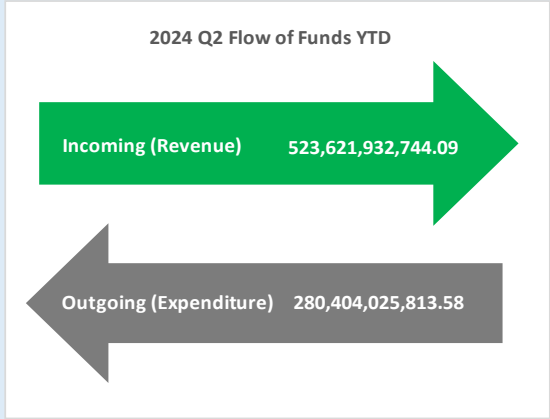 2024 Q2 Flow of Funds YTD
Incoming (Revenue) 523,621,932,744.09
Outgoing (Expenditure) 280,404,025,813.58